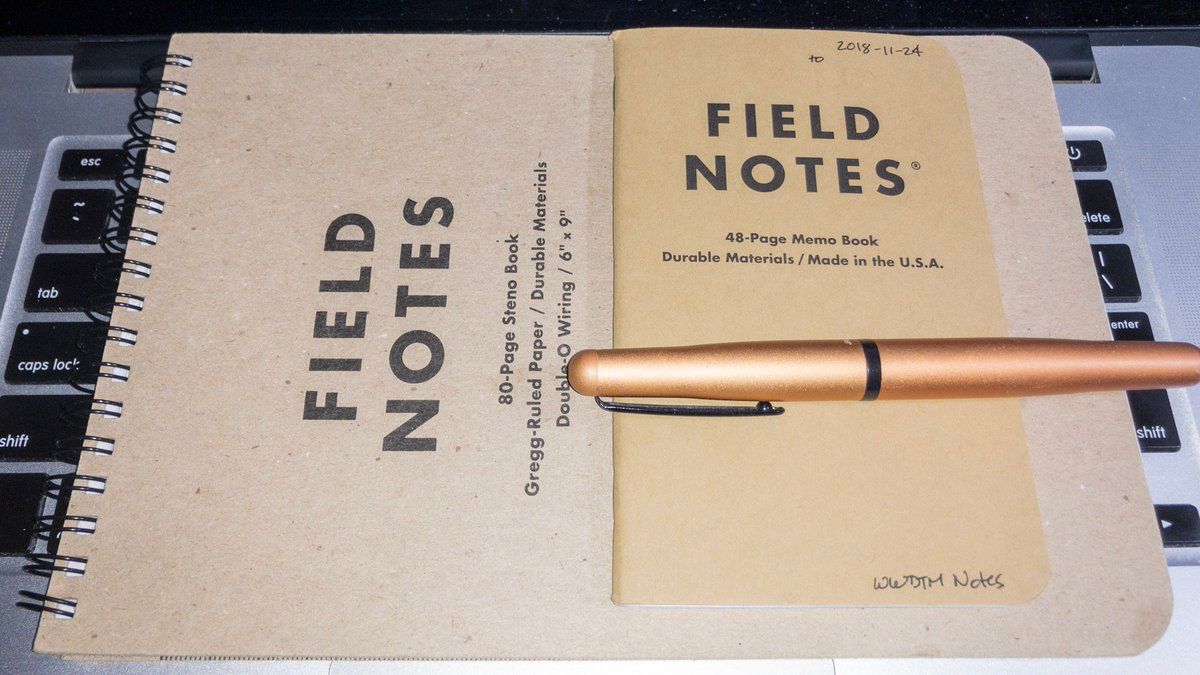 esc
~
tab
caps lock
shift
FIELD
NOTES
80-Page Steno Book
Gregg-Ruled Paper / Durable Materials
Double-O Wiring / 6" x 9"
2018-11-24
to
FIELD
NOTES®
48-Page Memo Book
Durable Materials / Made in the U.S.A.
WWDTM Notes
elete
|
\
enter
shift